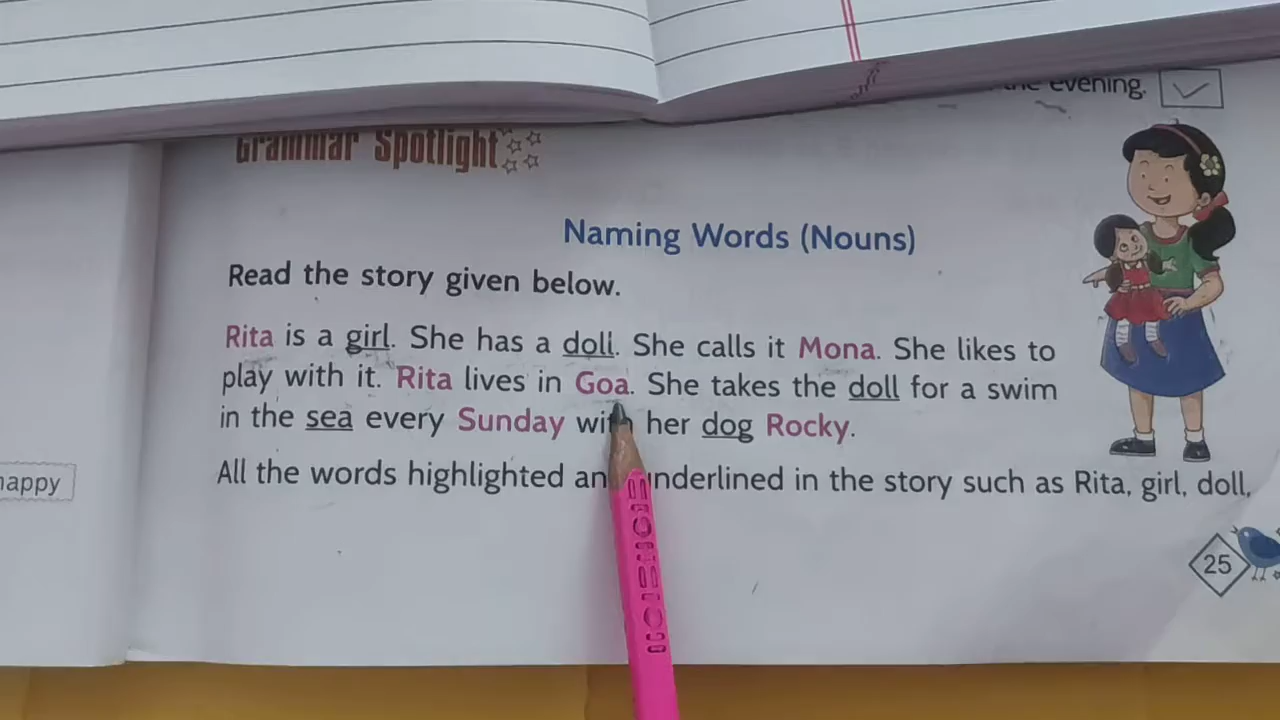 the evening.
Grammar Spotlight
Naming Words (Nouns)
Read the story given below.
Rita is a girl. She has a doll. She calls it Mona. She likes to
play with it. Rita lives in Goa. She takes the doll for a swim
in the sea every Sunday with her dog Rocky.
happy
All the words highlighted and underlined in the story such as Rita, girl, doll,
25